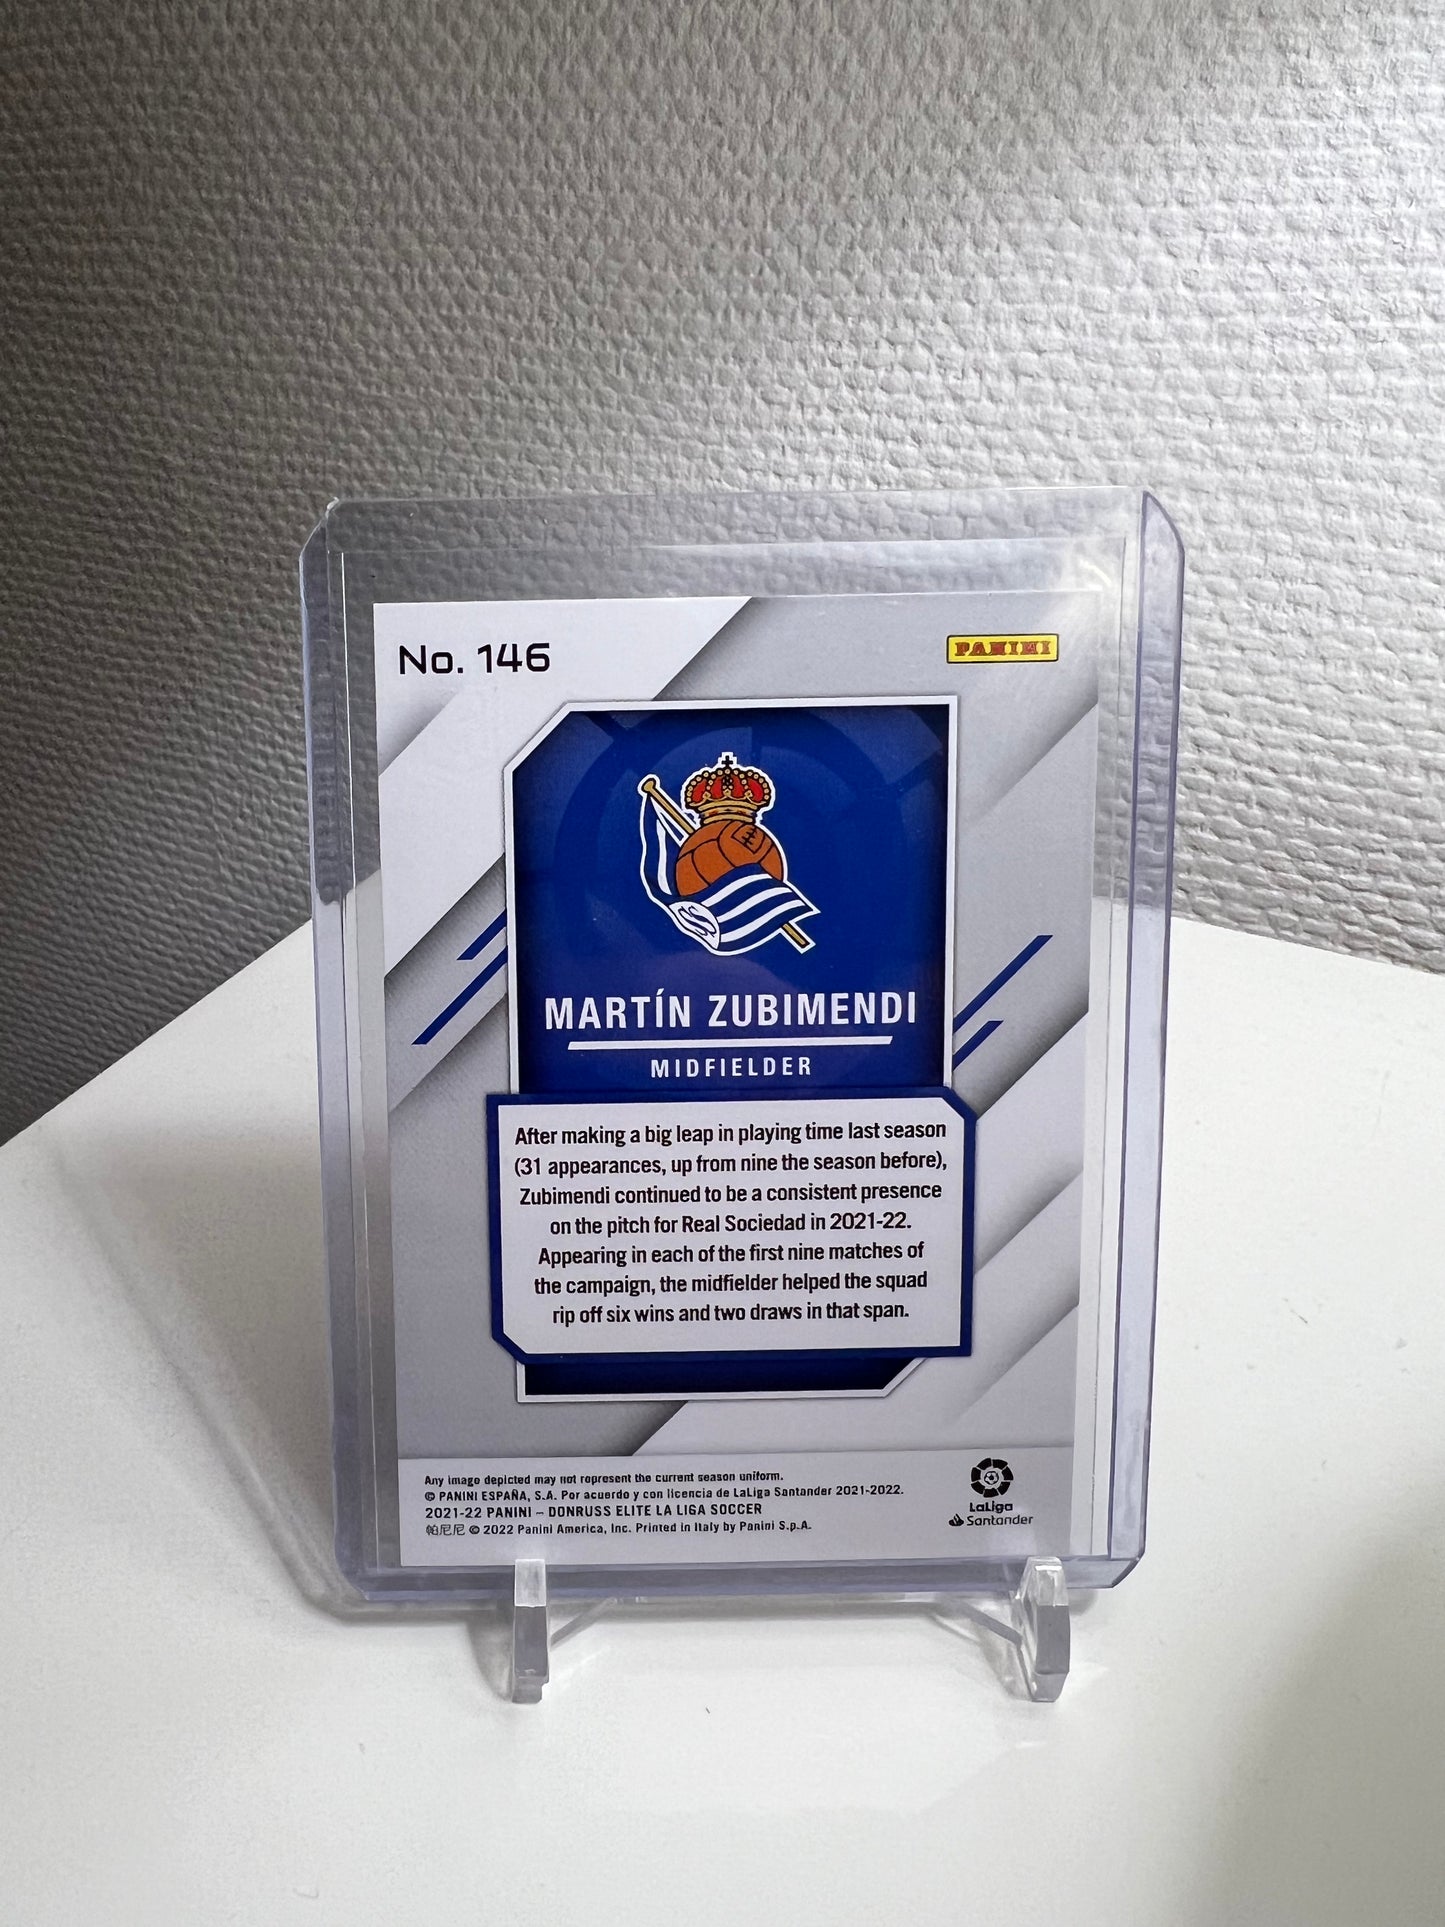 No. 146
PANINI
MARTÍN ZUBIMENDI
MIDFIELDER
After making a big leap in playing time last season
(31 appearances, up from nine the season before),
Zubimendi continued to be a consistent presence
on the pitch for Real Sociedad in 2021-22.
Appearing in each of the first nine matches of
the campaign, the midfielder helped the squad
rip off six wins and two draws in that span.
Any image depicted may not represent the current season uniform.
© PANINI ESPAÑA, S.A. Por acuerdo y con licencia de LaLiga Santander 2021-2022.
2021-22 PANINI – DONRUSS ELITE LA LIGA SOCCER
帕尼尼 © 2022 Panini America, Inc. Printed in Italy by Panini S.p.A.
LaLiga
Santander